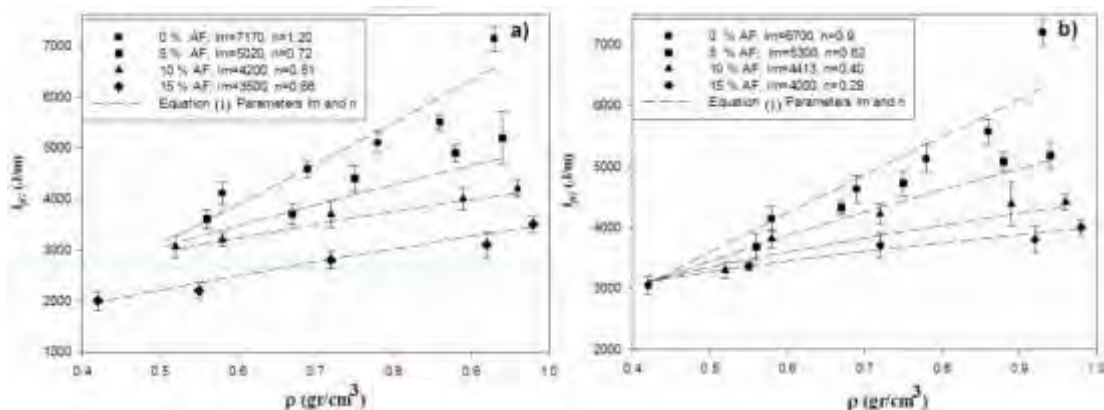 a)
0 % AF; Im=7170, n=1.20
5 % AF; Im=5020, n=0.72
10 % AF; Im=4200, n=0.51
15 % AF; Im=3500, n=0.68
Equation (1) Parameters Im and n
7000
6000
5000
4000
3000
2000
1000
(J/m)
0.4 0.5 0.6 0.7 0.8 0.9 1.0
ρ (gr/cm³)
b)
0 % AF; Im=6700, n=0.9
5 % AF; Im=5300, n=0.62
10 % AF; Im=4413, n=0.40
15 % AF; Im=4000, n=0.29
Equation (1) Parameters Im and n
7000
6000
5000
4000
3000
2000
(J/m)
0.4 0.5 0.6 0.7 0.8 0.9 1.0
ρ (gr/cm³)